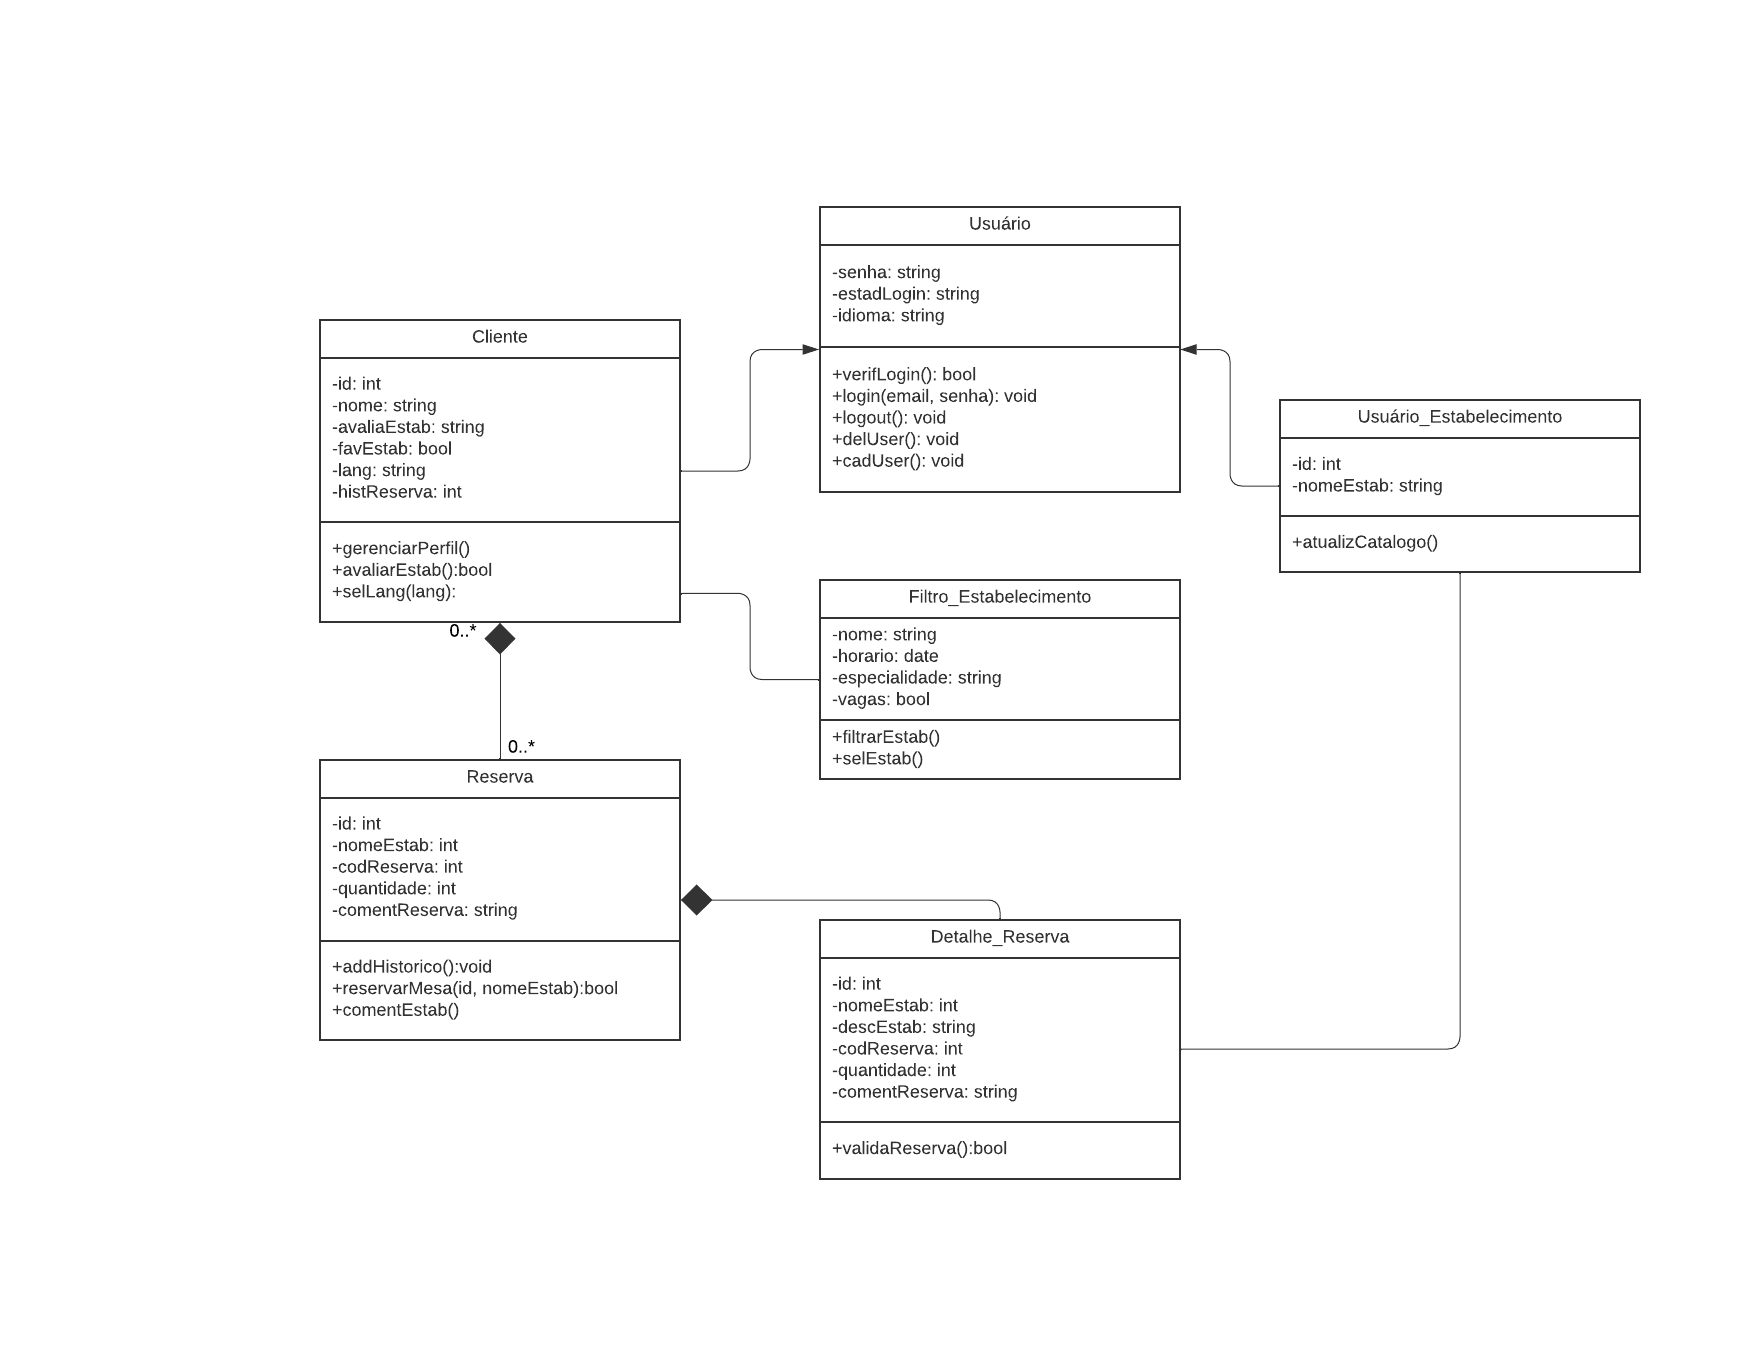 Usuário
-senha: string
-estadLogin: string
-idioma: string
+verifLogin(): bool
+login(email, senha): void
+logout(): void
+delUser(): void
+cadUser(): void
Cliente
-id: int
-nome: string
-avaliaEstab: string
-favEstab: bool
-lang: string
-histReserva: int
+gerenciarPerfil()
+avaliarEstab():bool
+selLang(lang):
0..*
0..*
Usuário_Estabelecimento
-id: int
-nomeEstab: string
+atualizCatalogo()
Filtro_Estabelecimento
-nome: string
-horario: date
-especialidade: string
-vagas: bool
+filtrarEstab()
+selEstab()
Reserva
-id: int
-nomeEstab: int
-codReserva: int
-quantidade: int
-comentReserva: string
+addHistorico():void
+reservarMesa(id, nomeEstab):bool
+comentEstab()
Detalhe_Reserva
-id: int
-nomeEstab: int
-descEstab: string
-codReserva: int
-quantidade: int
-comentReserva: string
+validaReserva():bool